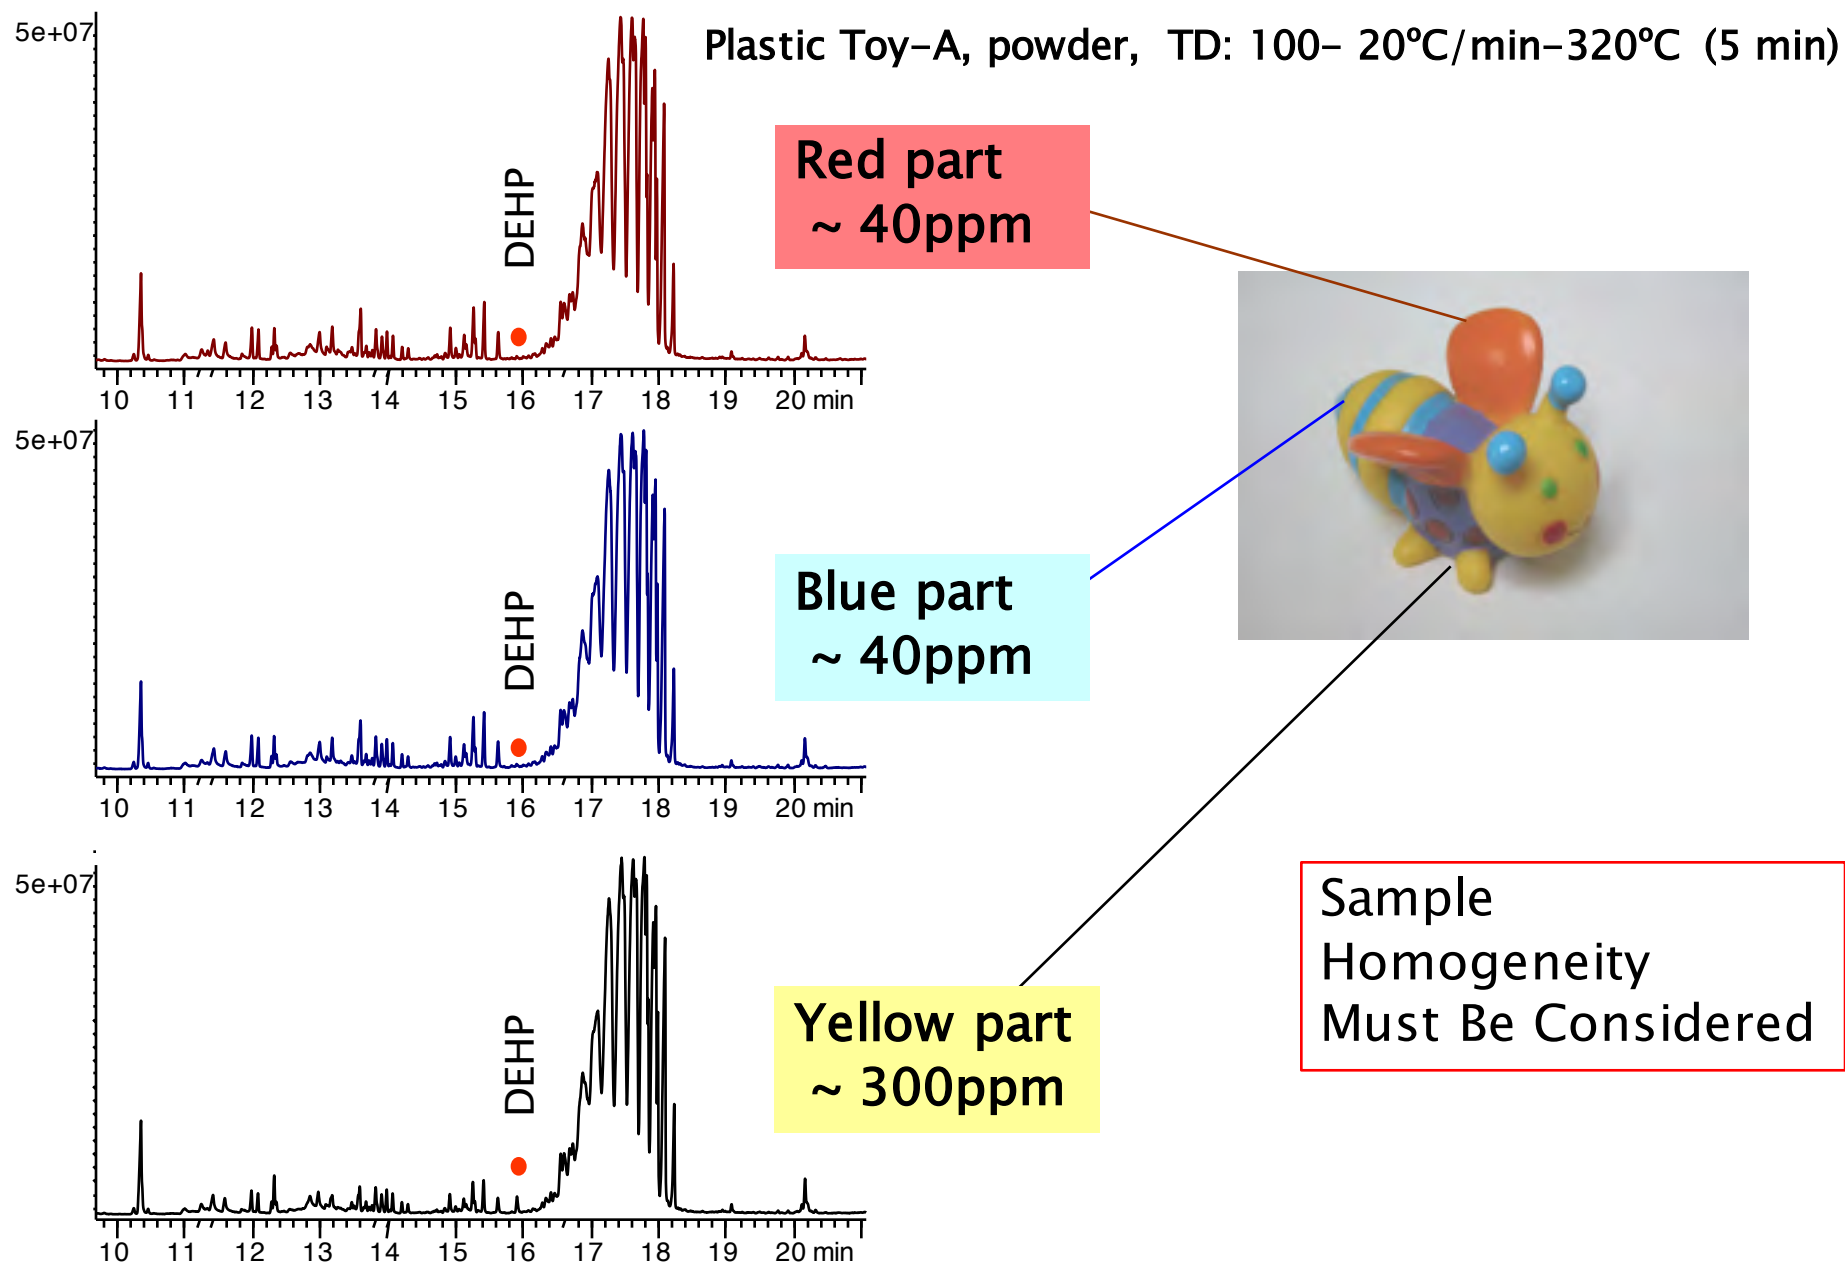 Plastic Toy-A, powder, TD: 100- 20ºC/min-320ºC (5 min)
5e+07
DEHP
10 11 12 13 14 15 16 17 18 19 20 min
Red part
~ 40ppm
5e+07
DEHP
10 11 12 13 14 15 16 17 18 19 20 min
Blue part
~ 40ppm
5e+07
DEHP
10 11 12 13 14 15 16 17 18 19 20 min
Yellow part
~ 300ppm
Sample
Homogeneity
Must Be Considered